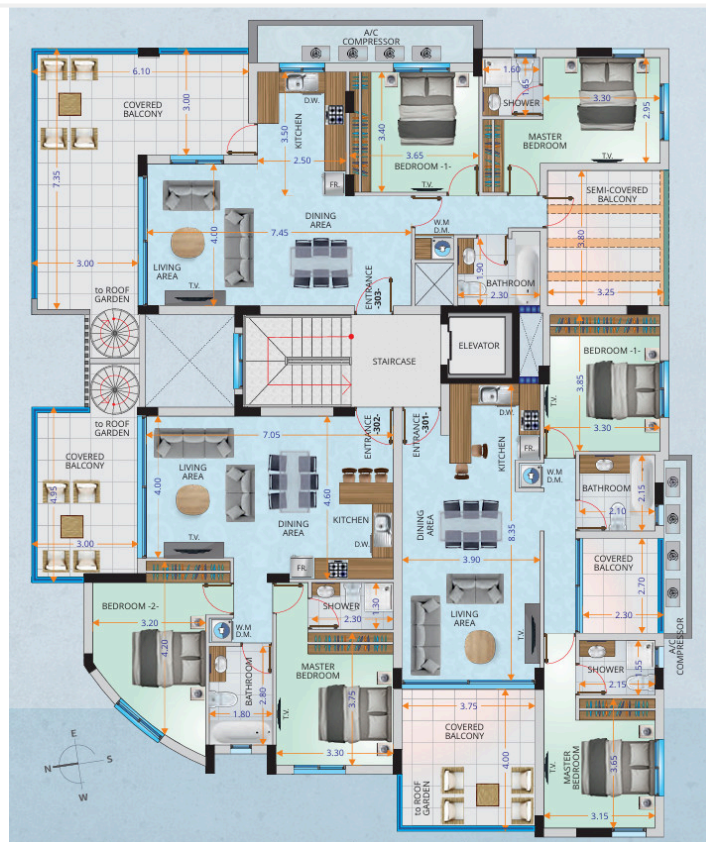 A/C
COMPRESSOR
6.10
COVERED
BALCONY
3.00
7.35
3.00
D.W.
KITCHEN
3.50
2.50
FR.
3.40
3.65
BEDROOM -1-
T.V.
1.60
1.65
SHOWER
3.30
2.95
MASTER
BEDROOM
T.V.
SEMI-COVERED
BALCONY
3.80
3.25
4.00
7.45
DINING
AREA
LIVING
AREA
T.V.
W.M
D.M.
1.90
BATHROOM
2.30
ENTRANCE
-303-
to ROOF
GARDEN
STAIRCASE
ELEVATOR
to ROOF
GARDEN
BEDROOM -1-
3.85
T.V.
3.30
ENTRANCE
-302-
ENTRANCE
-301-
KITCHEN
D.W.
FR.
W.M
D.M.
COVERED
BALCONY
4.95
3.00
7.05
LIVING
AREA
4.00
4.60
DINING
AREA
KITCHEN
D.W.
T.V.
FR.
DINING
AREA
8.35
3.90
LIVING
AREA
T.V.
BATHROOM
2.15
2.10
COVERED
BALCONY
2.70
2.30
A/C
COMPRESSOR
BEDROOM -2-
3.20
4.20
W.M
D.M.
SHOWER
1.30
2.30
BATHROOM
2.80
1.80
MASTER
BEDROOM
3.75
T.V.
3.30
3.75
COVERED
BALCONY
4.00
to ROOF
GARDEN
SHOWER
1.55
2.15
T.V.
MASTER
BEDROOM
3.65
3.15
E
N
S
W